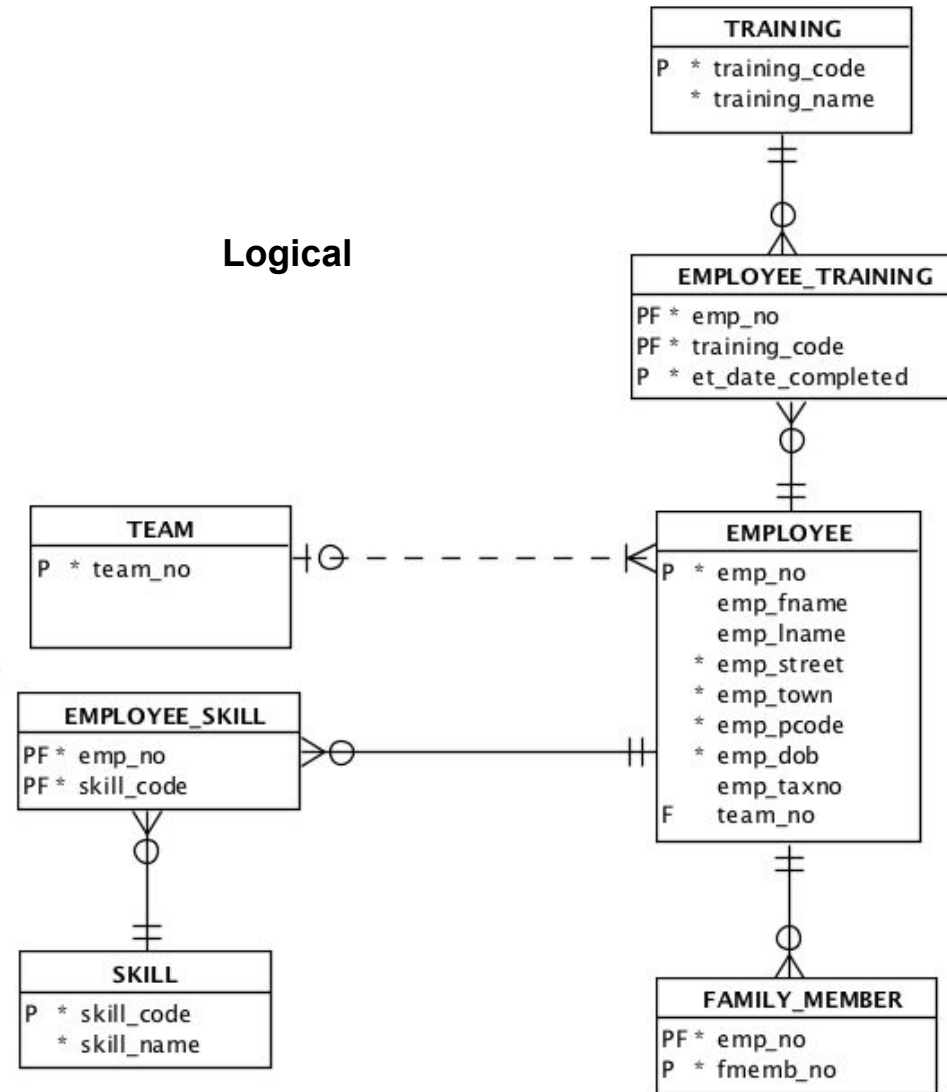 TRAINING
P * training_code
* training_name
Logical
EMPLOYEE_TRAINING
PF * emp_no
PF * training_code
P * et_date_completed
TEAM
P * team_no
EMPLOYEE
P * emp_no
emp_fname
emp_lname
* emp_street
* emp_town
* emp_pcode
* emp_dob
emp_taxno
F team_no
EMPLOYEE_SKILL
PF * emp_no
PF * skill_code
SKILL
P * skill_code
* skill_name
FAMILY_MEMBER
PF * emp_no
P * fmemb_no